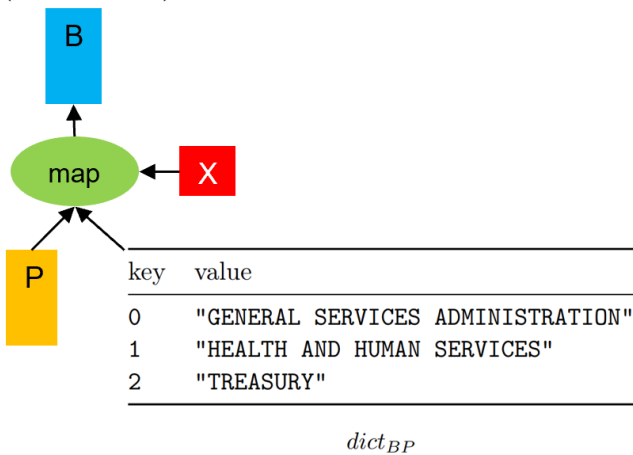 B
map
X
P
key value
0 "GENERAL SERVICES ADMINISTRATION"
1 "HEALTH AND HUMAN SERVICES"
2 "TREASURY"
dict_BP